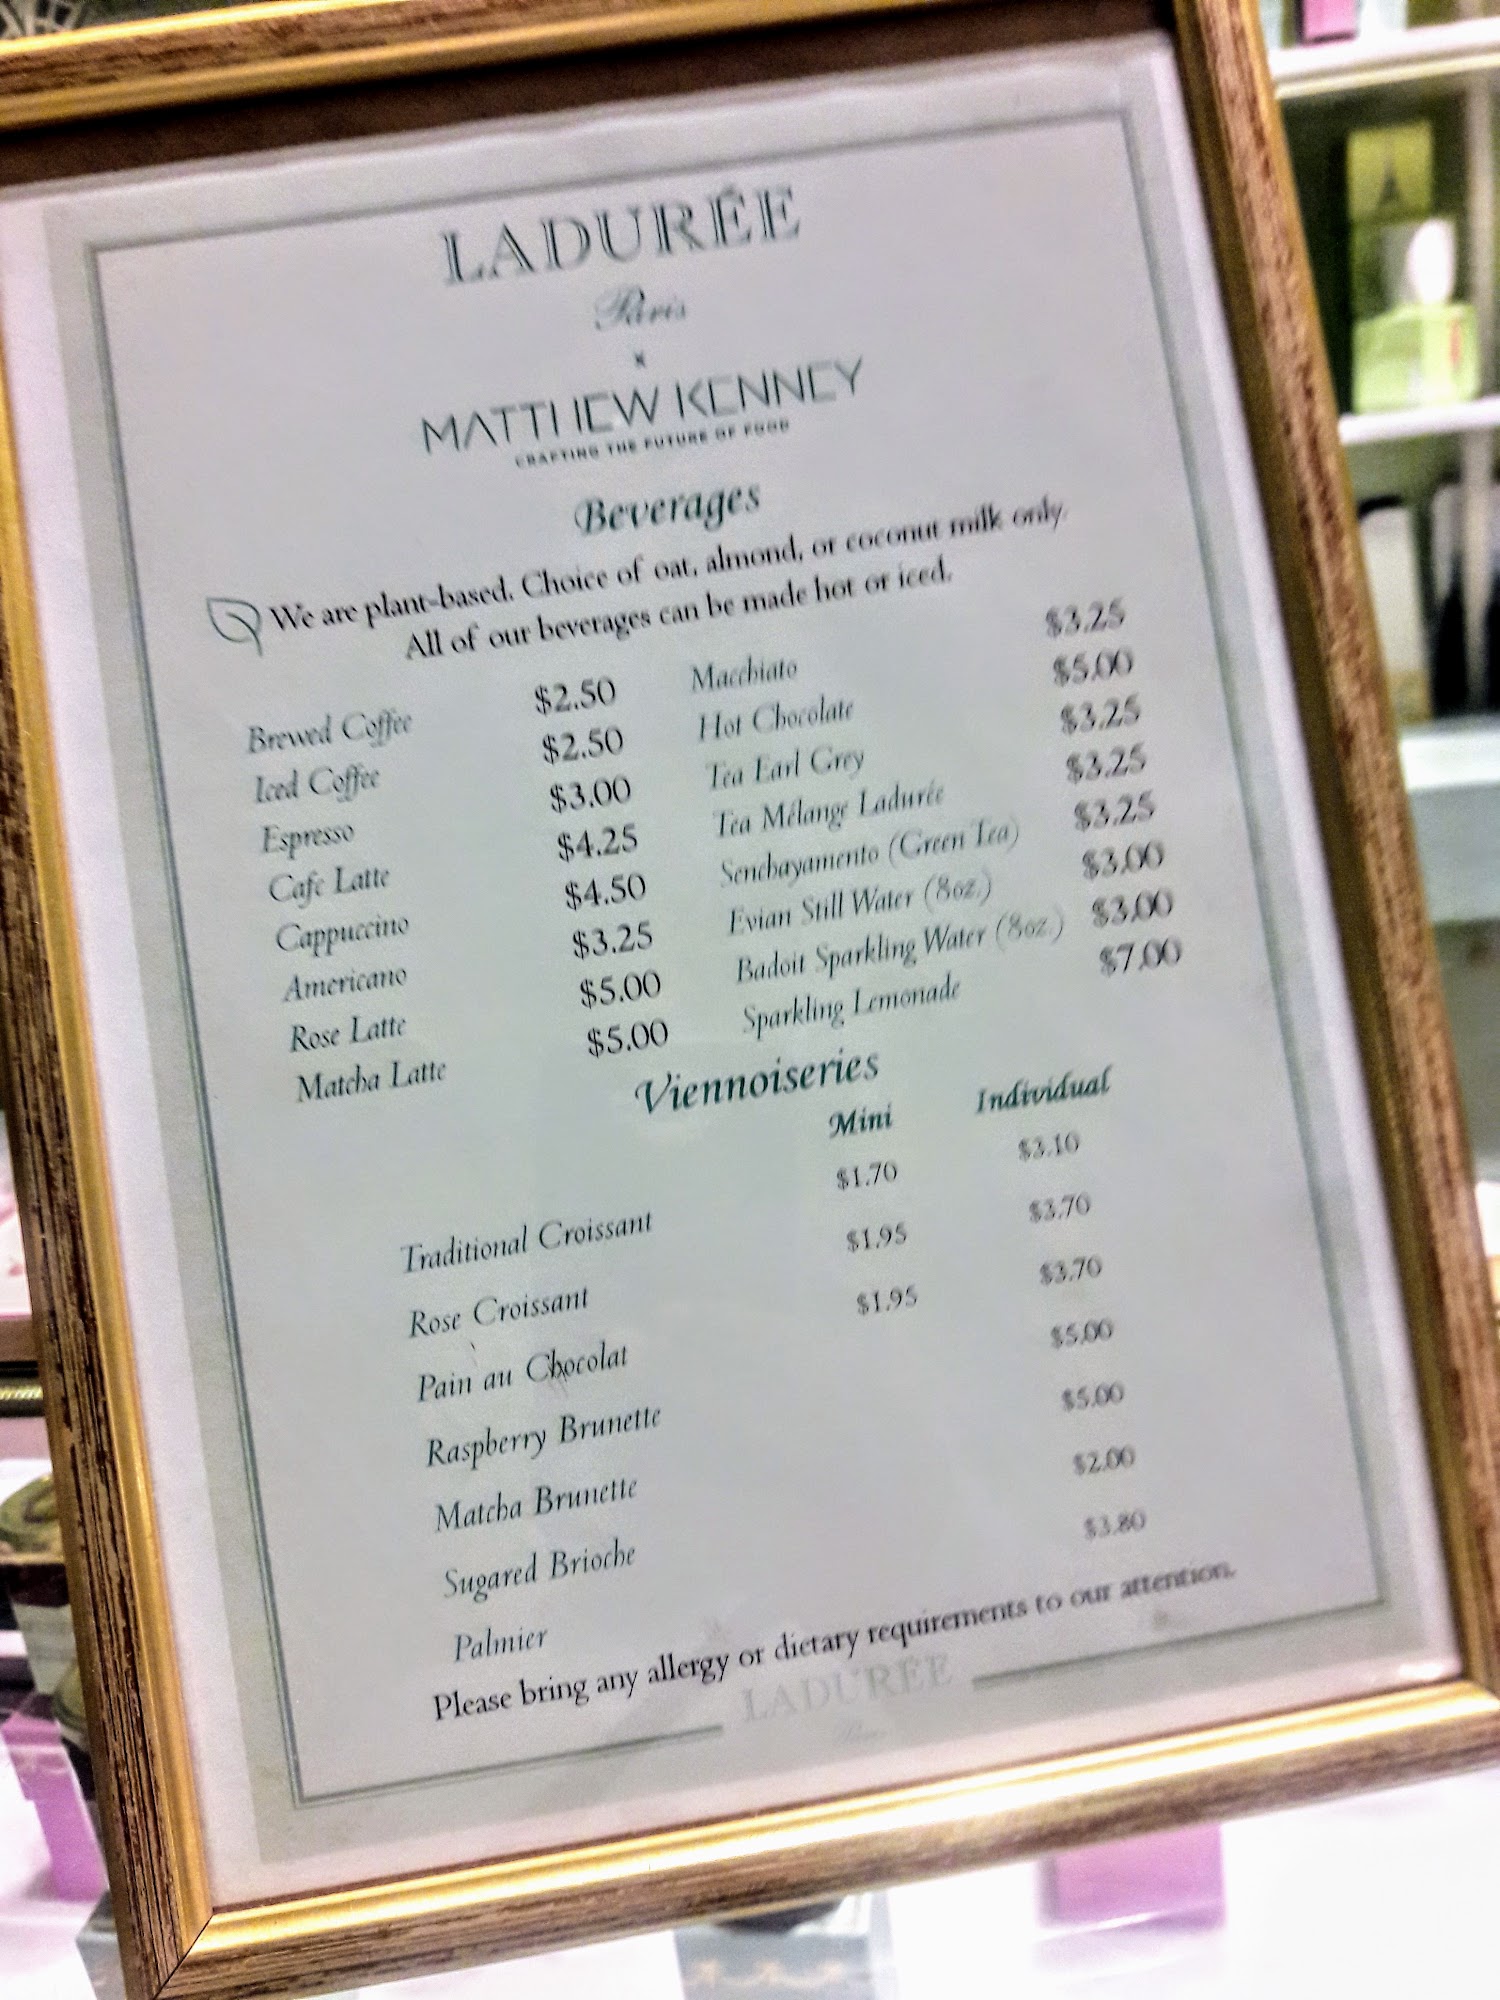 LADURÉE
Paris
x
MATTHEW KENNEY
CRAFTING THE FUTURE OF FOOD
Beverages
We are plant-based. Choice of oat, almond, or coconut milk only.
All of our beverages can be made hot or iced.
Brewed Coffee $2.50 Macchiato $3.25
Iced Coffee $2.50 Hot Chocolate $5.00
Espresso $3.00 Tea Earl Grey $3.25
Cafe Latte $4.25 Tea Mélange Ladurée $3.25
Cappuccino $4.50 Senchayamento (Green Tea) $3.25
Americano $3.25 Evian Still Water (8oz.) $3.00
Rose Latte $5.00 Badoit Sparkling Water (8oz.) $3.00
Matcha Latte $5.00 Sparkling Lemonade $7.00
Viennoiseries
Mini Individual
Traditional Croissant $1.70 $3.10
Rose Croissant $1.95 $3.70
Pain au Chocolat $1.95 $3.70
Raspberry Brunette $5.00
Matcha Brunette $5.00
Sugared Brioche $2.00
Palmier $3.80
Please bring any allergy or dietary requirements to our attention.
LADURÉE
Paris